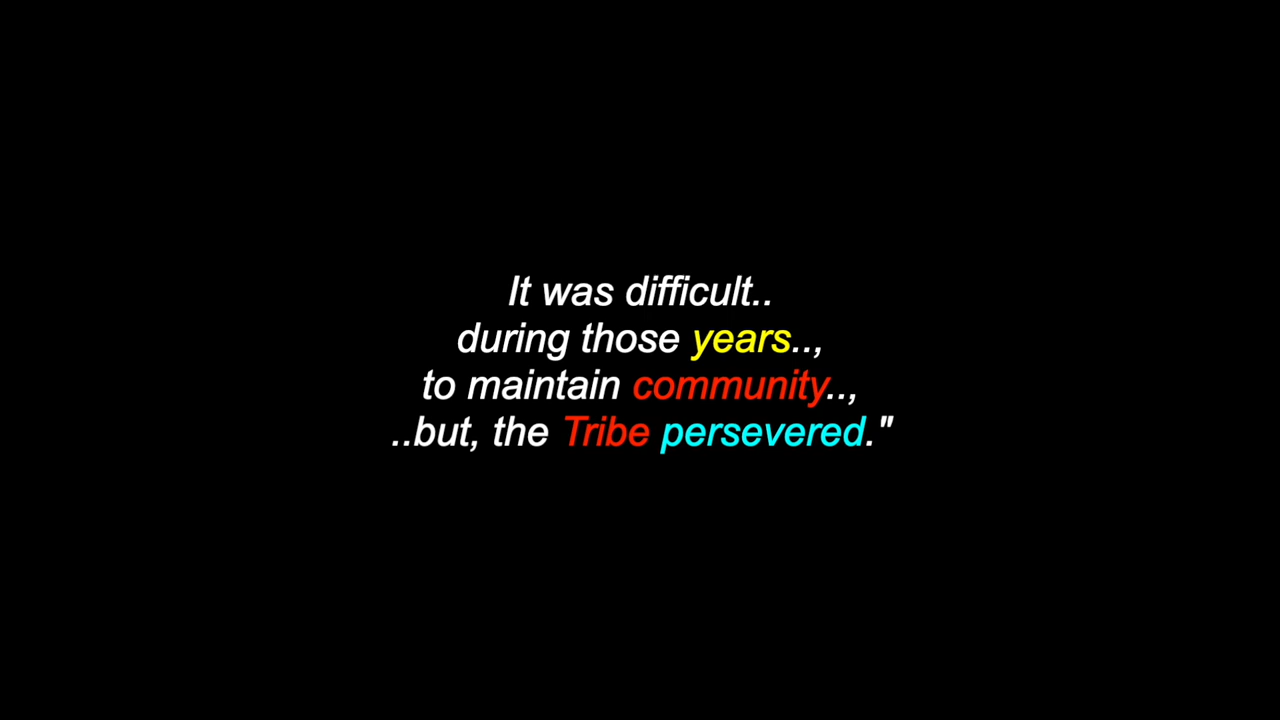 It was difficult..
during those years..,
to maintain community..,
..but, the Tribe persevered."